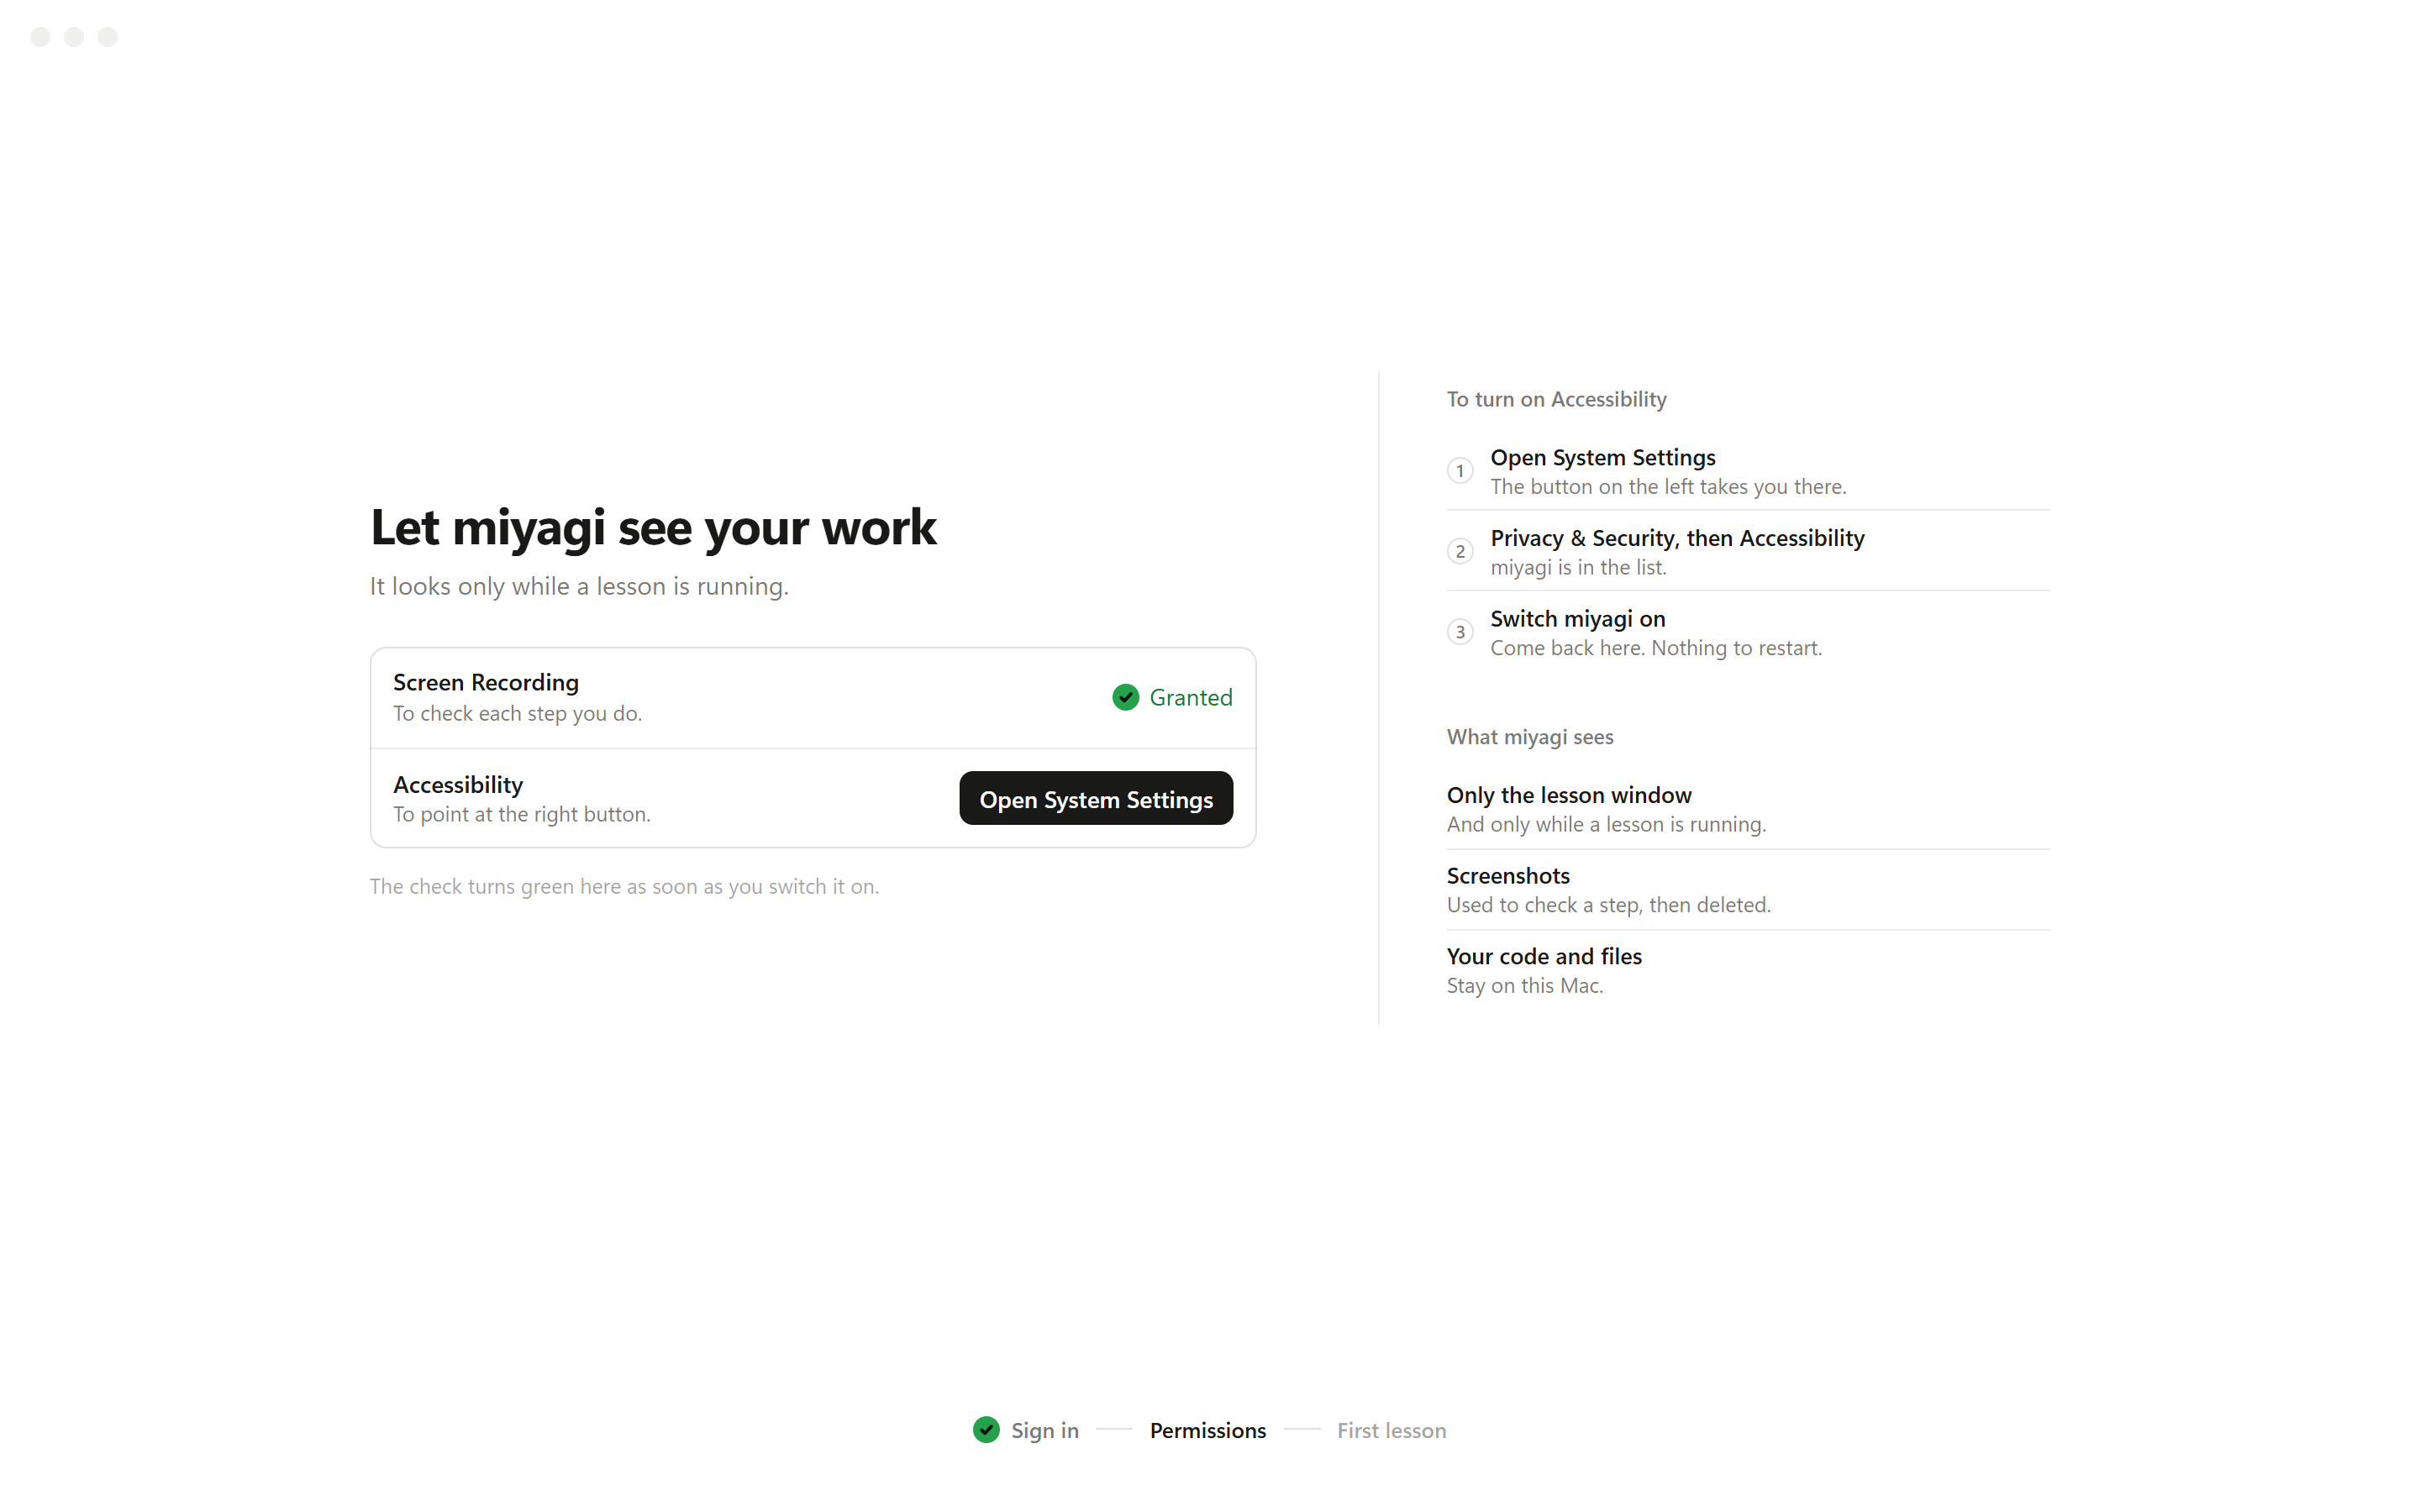 Let miyagi see your work
It looks only while a lesson is running.
Screen Recording
To check each step you do.
Granted
Accessibility
To point at the right button.
Open System Settings
The check turns green here as soon as you switch it on.
To turn on Accessibility
1
Open System Settings
The button on the left takes you there.
2
Privacy & Security, then Accessibility
miyagi is in the list.
3
Switch miyagi on
Come back here. Nothing to restart.
What miyagi sees
Only the lesson window
And only while a lesson is running.
Screenshots
Used to check a step, then deleted.
Your code and files
Stay on this Mac.
Sign in
Permissions
First lesson